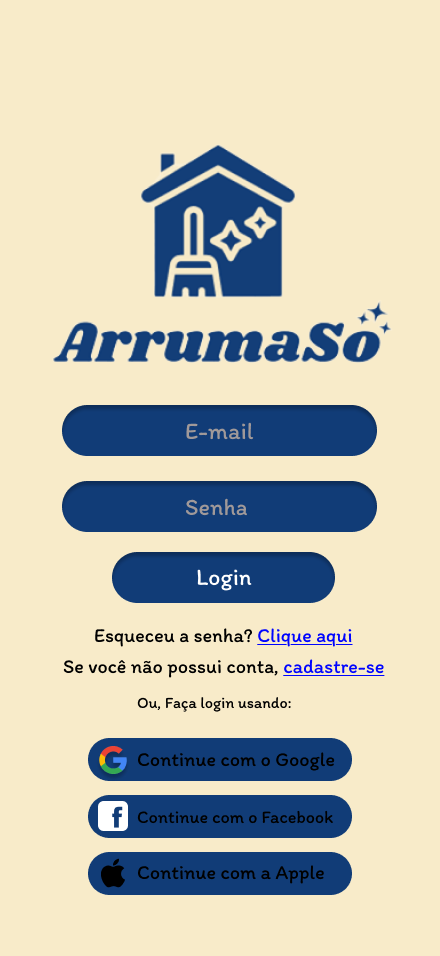 ArrumaSo
E-mail
Senha
Login
Esqueceu a senha? Clique aqui
Se você não possui conta, cadastre-se
Ou, Faça login usando:
Continue com o Google
Continue com o Facebook
Continue com a Apple